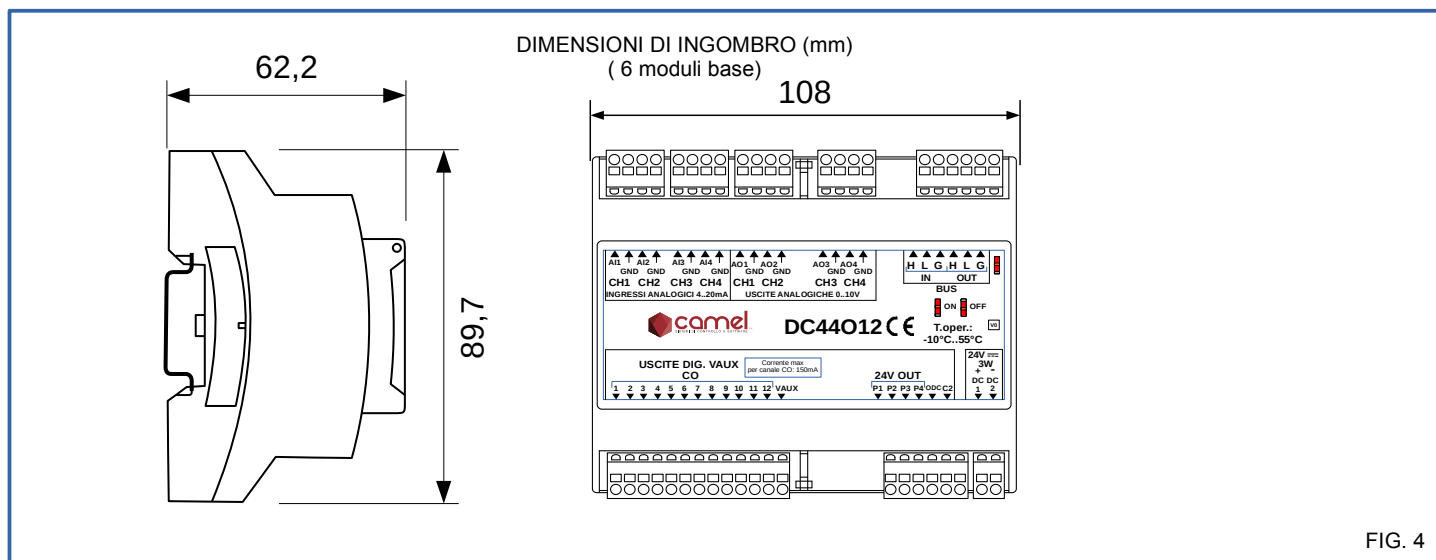 DIMENSIONI DI INGOMBRO (mm)
( 6 moduli base)
62,2
108
89,7
AI1 AI2 AI3 AI4 AO1 AO2 AO3 AO4
GND GND GND GND GND GND GND GND
CH1 CH2 CH3 CH4 CH1 CH2 CH3 CH4
INGRESSI ANALOGICI 4..20mA USCITE ANALOGICHE 0..10V
H L G H L G
IN OUT
BUS
ON OFF
camel
DC44O12 CE
T.oper.:
-10°C..55°C
V0
USCITE DIG. VAUX
CO
Corrente max
per canale CO: 150mA
1 2 3 4 5 6 7 8 9 10 11 12 VAUX
24V OUT
P1 P2 P3 P4 ODC C2
24V
3W
+ -
DC DC
1 2
FIG. 4